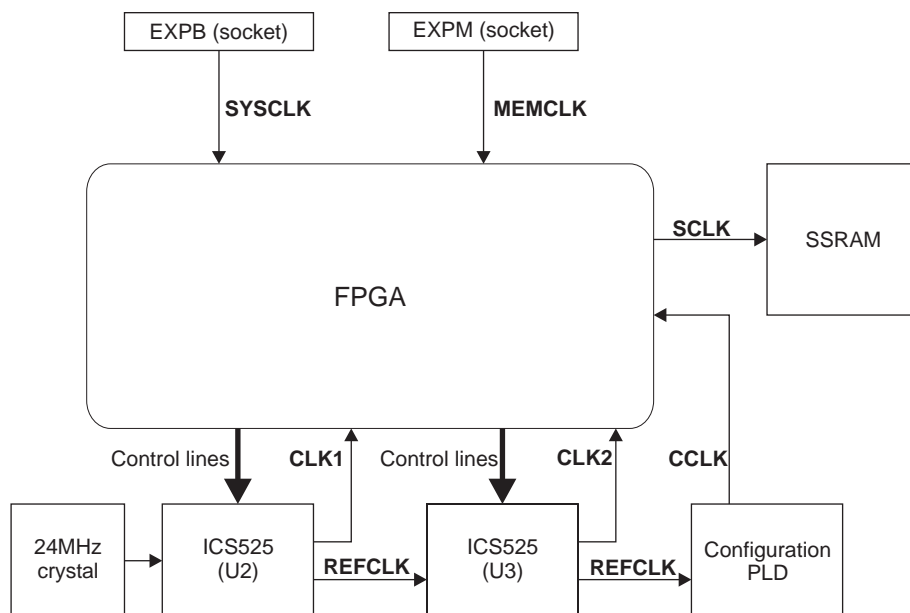 EXPB (socket)
EXPM (socket)
SYSCLK
MEMCLK
SCLK
SSRAM
FPGA
Control lines
CLK1
Control lines
CLK2
CCLK
24MHz
crystal
ICS525
(U2)
REFCLK
ICS525
(U3)
REFCLK
Configuration
PLD